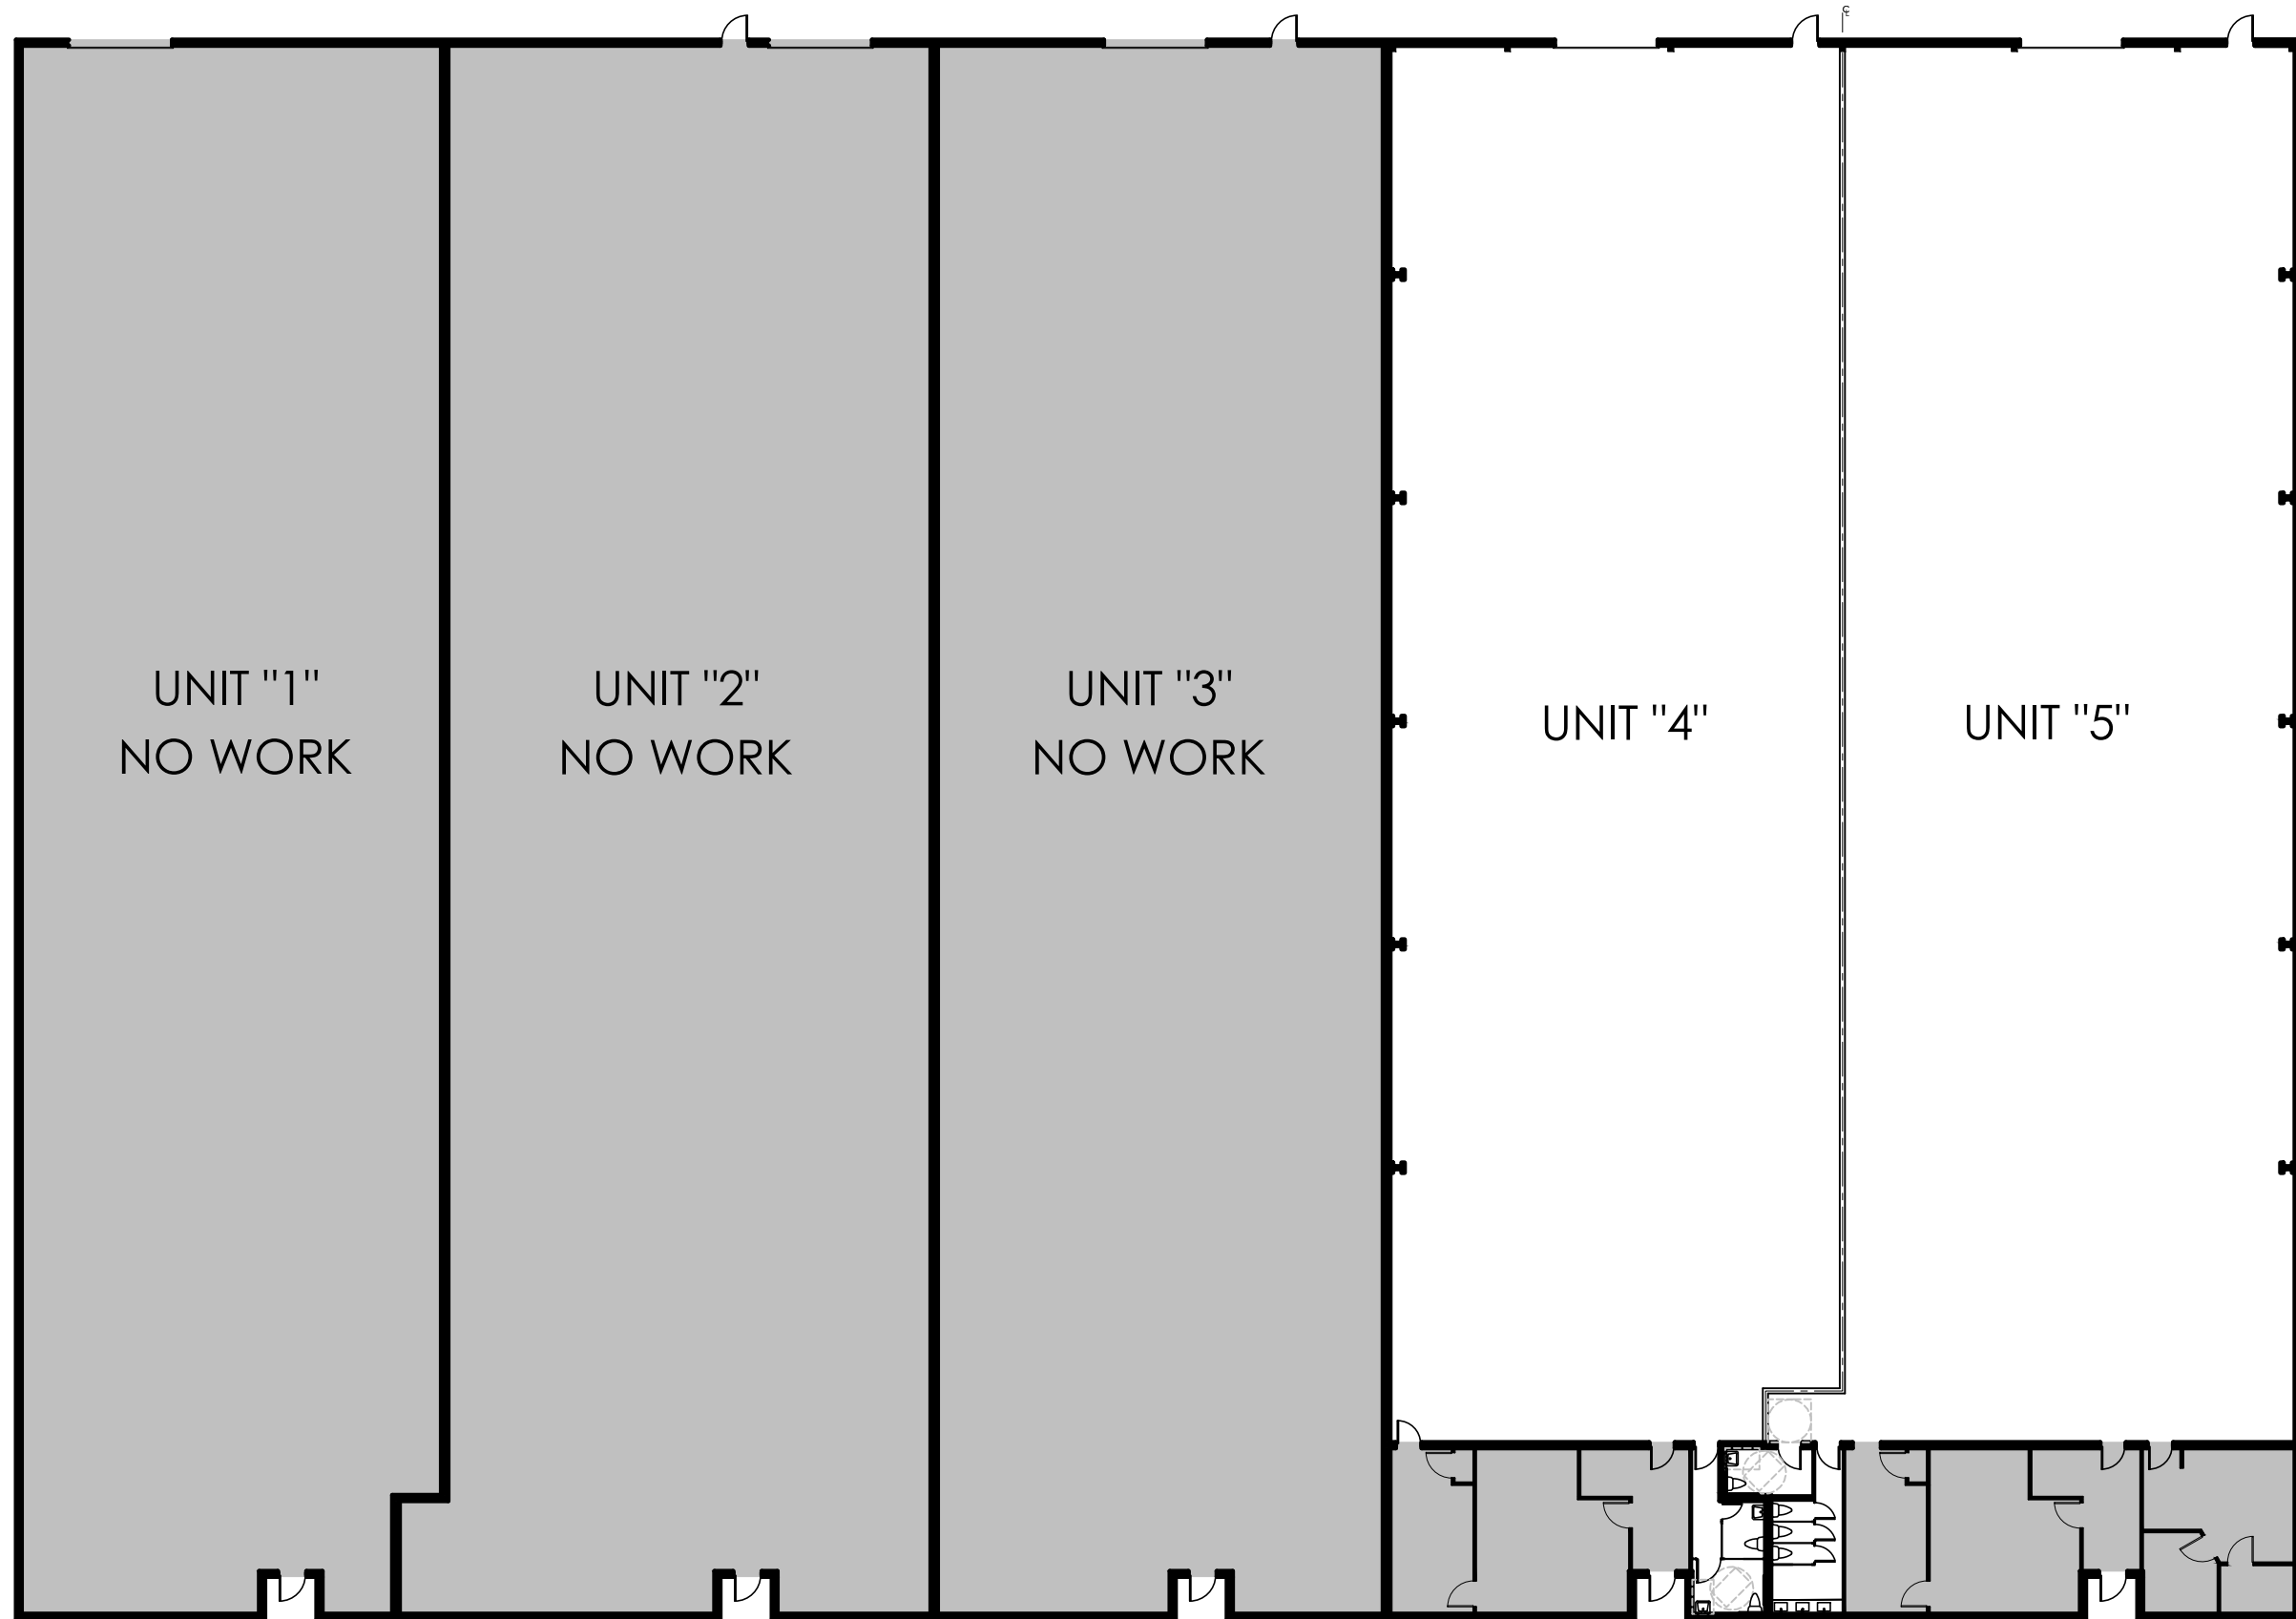 ℄
UNIT "1"
NO WORK
UNIT "2"
NO WORK
UNIT "3"
NO WORK
UNIT "4"
UNIT "5"